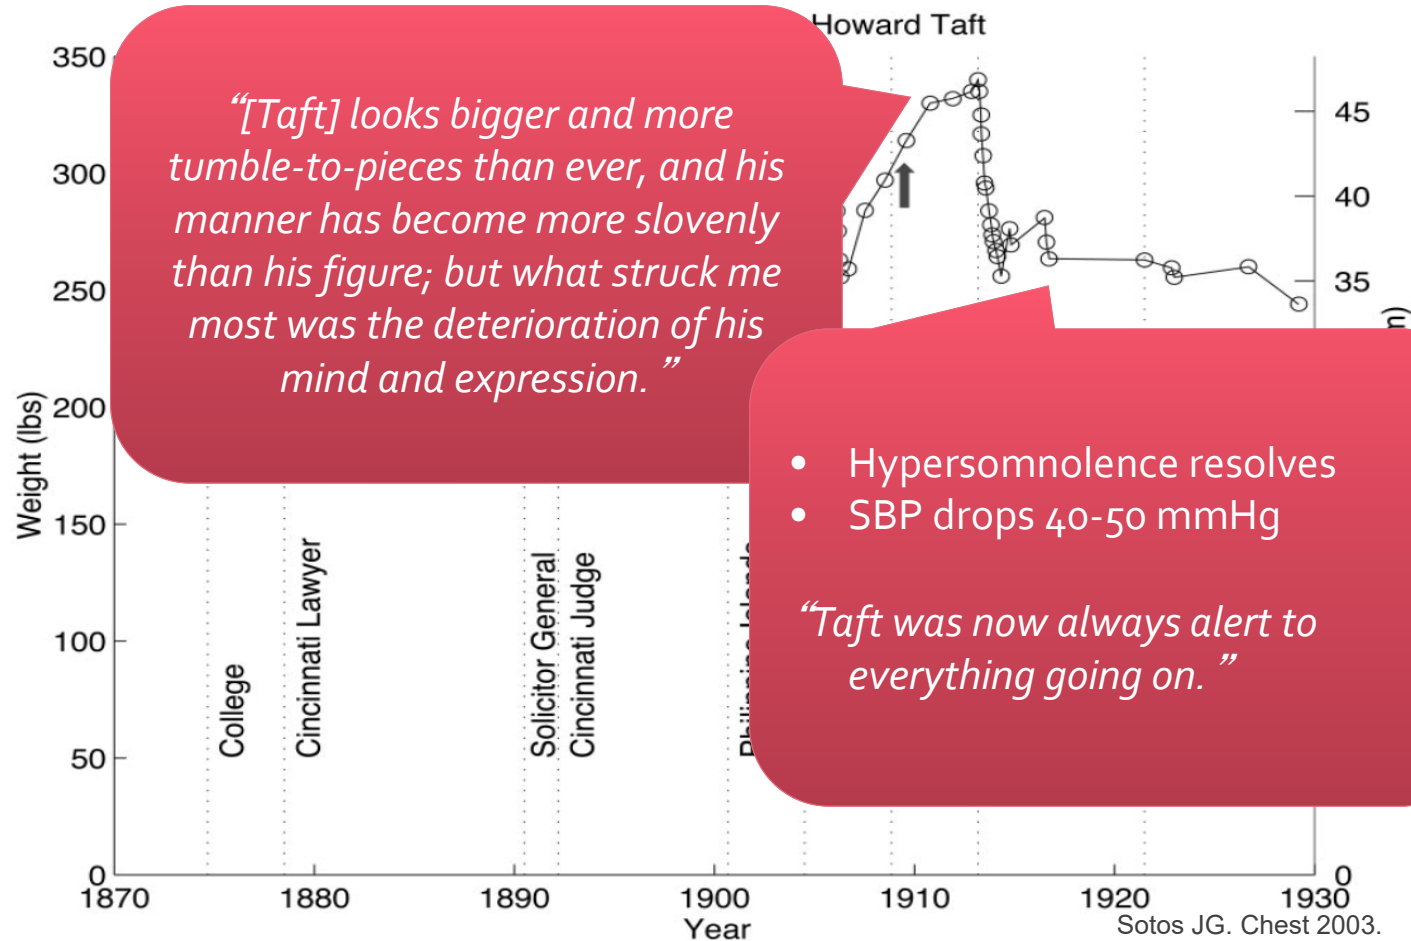 Howard Taft
350
300
250
200
150
100
50
0
Weight (lbs)
“[Taft] looks bigger and more
tumble-to-pieces than ever, and his
manner has become more slovenly
than his figure; but what struck me
most was the deterioration of his
mind and expression. ”
45
40
35
0
• Hypersomnolence resolves
• SBP drops 40-50 mmHg
“Taft was now always alert to
everything going on. ”
College
Cincinnati Lawyer
Solicitor General
Cincinnati Judge
1870 1880 1890 1900 1910 1920 1930
Year
Sotos JG. Chest 2003.